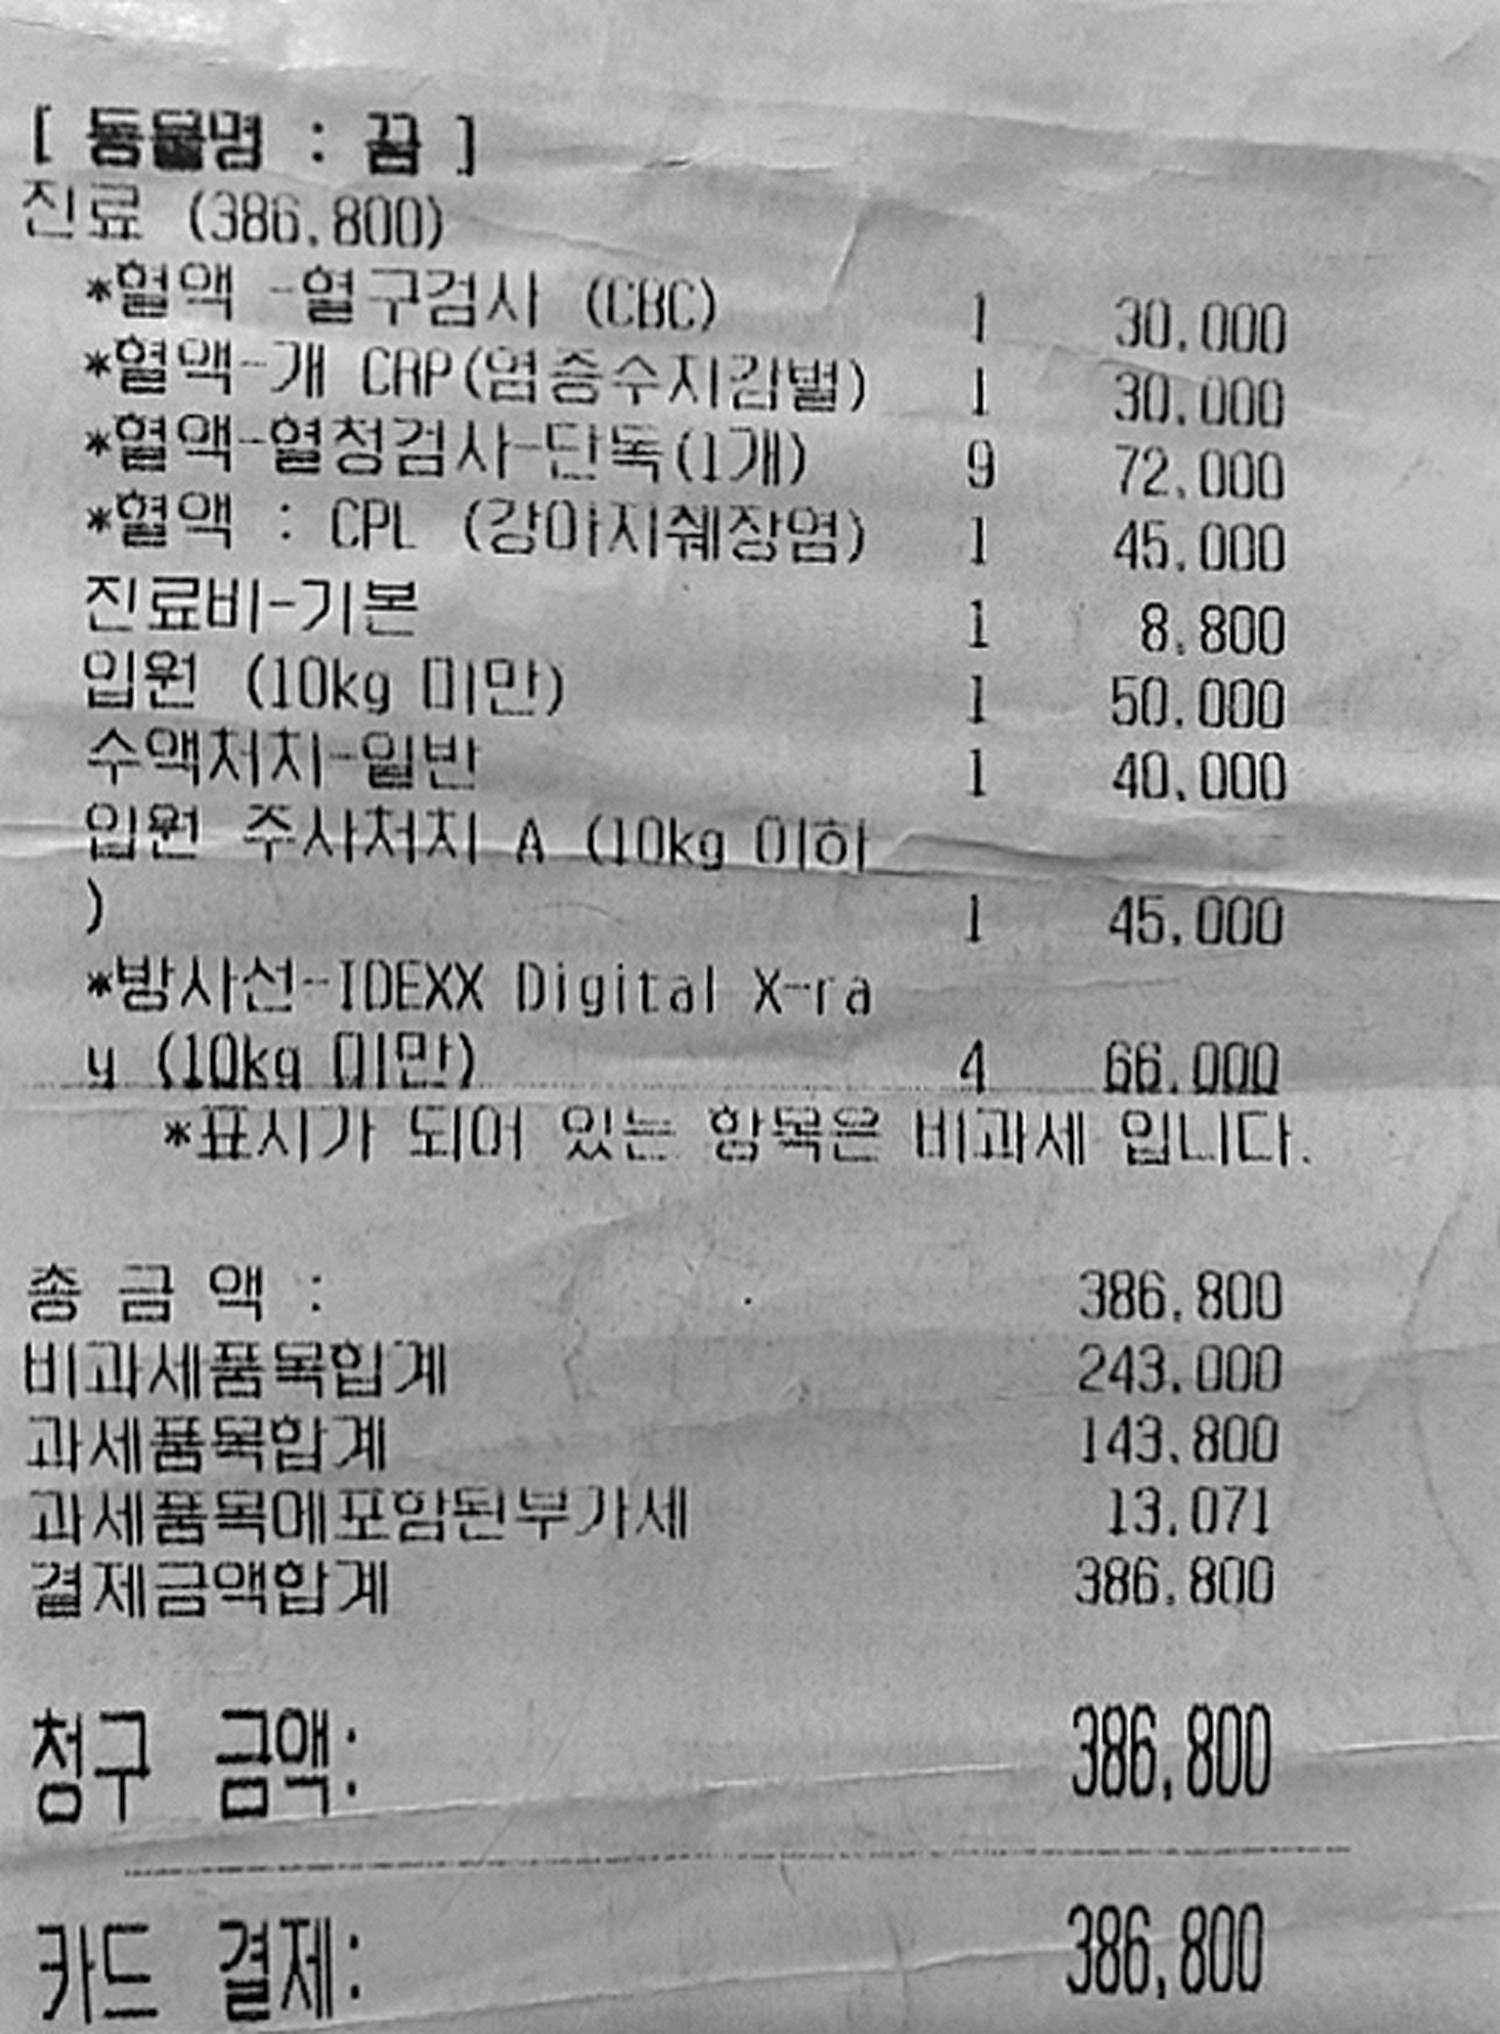 [ 동물명 : 꿈 ]
진료 (386,800)
*혈액 -혈구검사 (CBC) 1 30,000
*혈액-개 CRP(염증수치감별) 1 30,000
*혈액-혈청검사-단독(1개) 9 72,000
*혈액 : CPL (강아지췌장염) 1 45,000
진료비-기본 1 8,800
입원 (10kg 미만) 1 50,000
수액처치-일반 1 40,000
입원 주사처치 A (10kg 이하
) 1 45,000
*방사선-IDEXX Digital X-ra
y (10kg 미만) 4 66,000
*표시가 되어 있는 항목은 비과세 입니다.
총 금 액 : 386,800
비과세품목합계 243,000
과세품목합계 143,800
과세품목에포함된부가세 13,071
결제금액합계 386,800
청구 금액: 386,800
카드 결제: 386,800